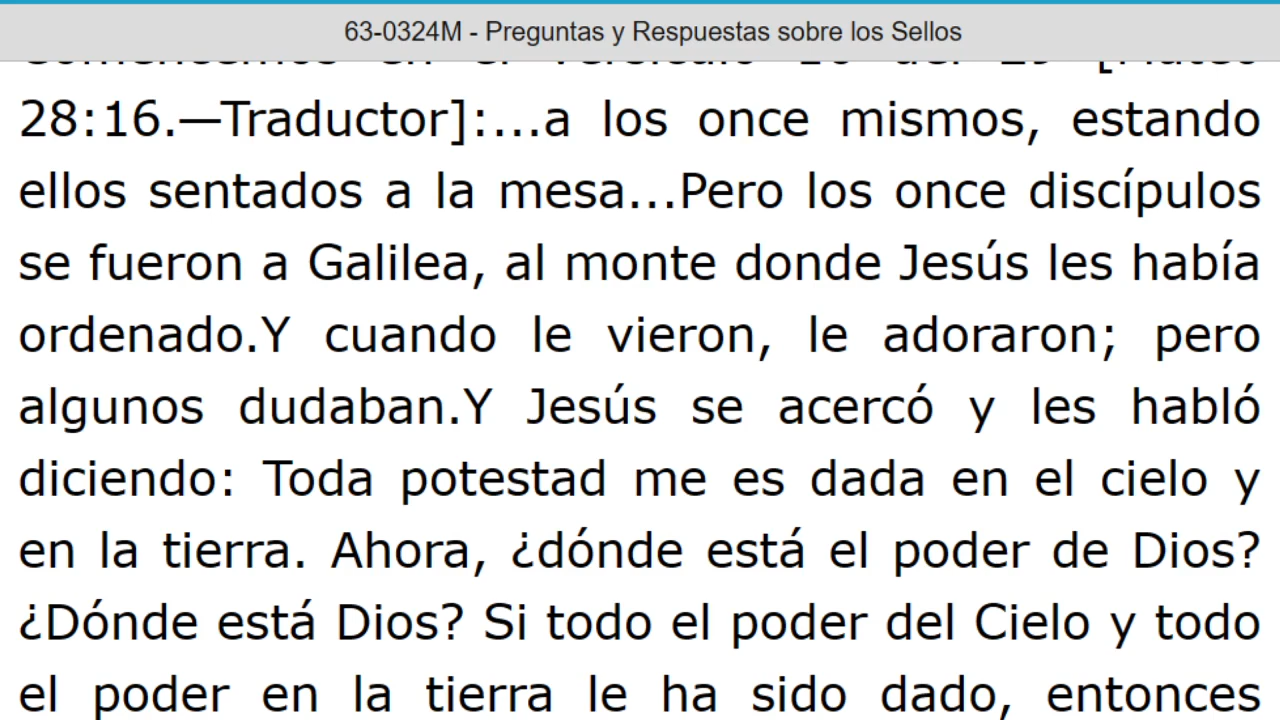 63-0324M - Preguntas y Respuestas sobre los Sellos
28:16.—Traductor]:...a los once mismos, estando
ellos sentados a la mesa...Pero los once discípulos
se fueron a Galilea, al monte donde Jesús les había
ordenado.Y cuando le vieron, le adoraron; pero
algunos dudaban.Y Jesús se acercó y les habló
diciendo: Toda potestad me es dada en el cielo y
en la tierra. Ahora, ¿dónde está el poder de Dios?
¿Dónde está Dios? Si todo el poder del Cielo y todo
el poder en la tierra le ha sido dado, entonces